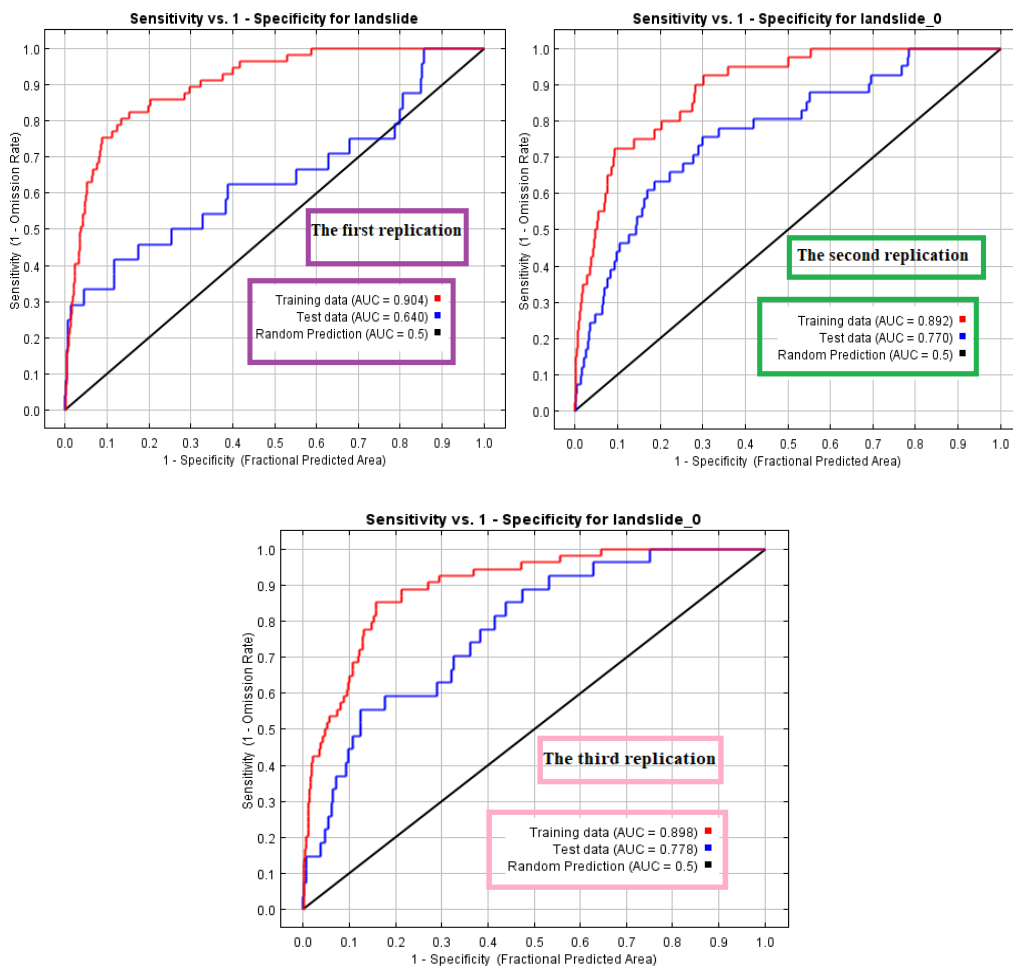 Sensitivity vs. 1 - Specificity for landslide
Sensitivity (1 - Omission Rate)
1.0
0.9
0.8
0.7
0.6
0.5
0.4
0.3
0.2
0.1
0.0
The first replication
Training data (AUC = 0.904)
Test data (AUC = 0.640)
Random Prediction (AUC = 0.5)
0.0 0.1 0.2 0.3 0.4 0.5 0.6 0.7 0.8 0.9 1.0
1 - Specificity (Fractional Predicted Area)
Sensitivity vs. 1 - Specificity for landslide_0
Sensitivity (1 - Omission Rate)
1.0
0.9
0.8
0.7
0.6
0.5
0.4
0.3
0.2
0.1
0.0
The second replication
Training data (AUC = 0.892)
Test data (AUC = 0.770)
Random Prediction (AUC = 0.5)
0.0 0.1 0.2 0.3 0.4 0.5 0.6 0.7 0.8 0.9 1.0
1 - Specificity (Fractional Predicted Area)
Sensitivity vs. 1 - Specificity for landslide_0
Sensitivity (1 - Omission Rate)
1.0
0.9
0.8
0.7
0.6
0.5
0.4
0.3
0.2
0.1
0.0
The third replication
Training data (AUC = 0.898)
Test data (AUC = 0.778)
Random Prediction (AUC = 0.5)
0.0 0.1 0.2 0.3 0.4 0.5 0.6 0.7 0.8 0.9 1.0
1 - Specificity (Fractional Predicted Area)